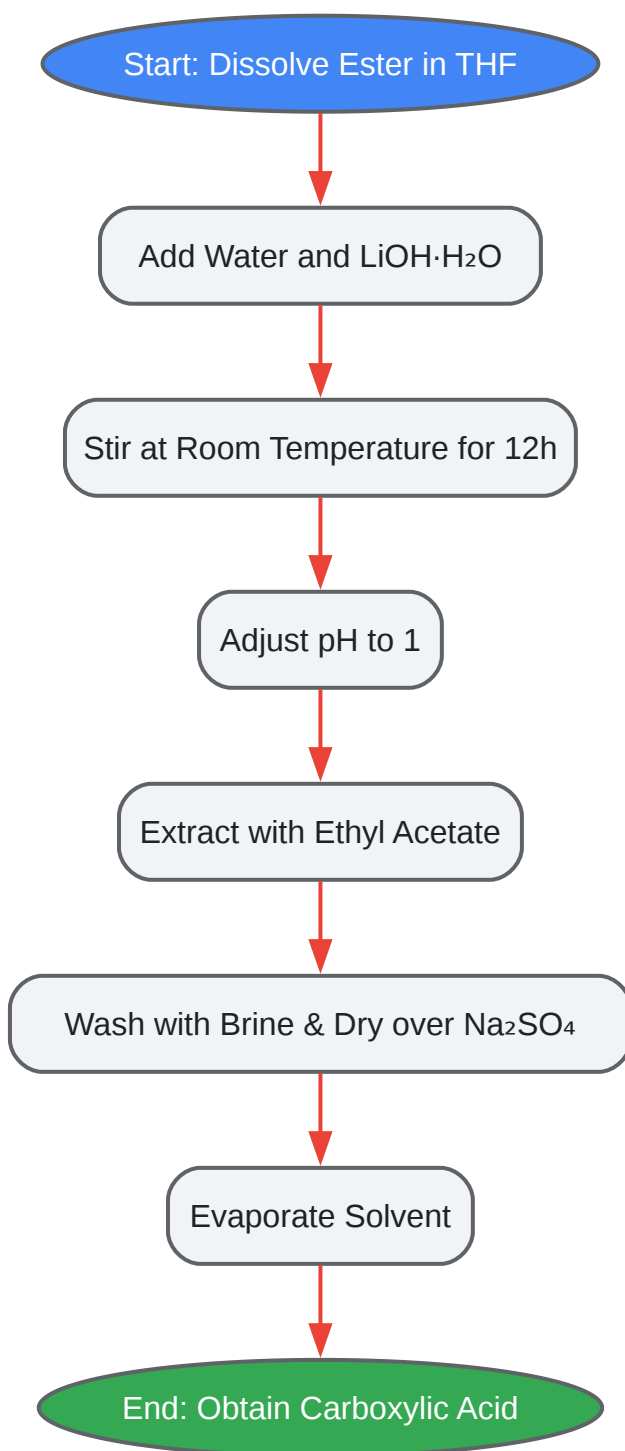 Start: Dissolve Ester in THF
Add Water and LiOH·H₂O
Stir at Room Temperature for 12h
Adjust pH to 1
Extract with Ethyl Acetate
Wash with Brine & Dry over Na₂SO₄
Evaporate Solvent
End: Obtain Carboxylic Acid